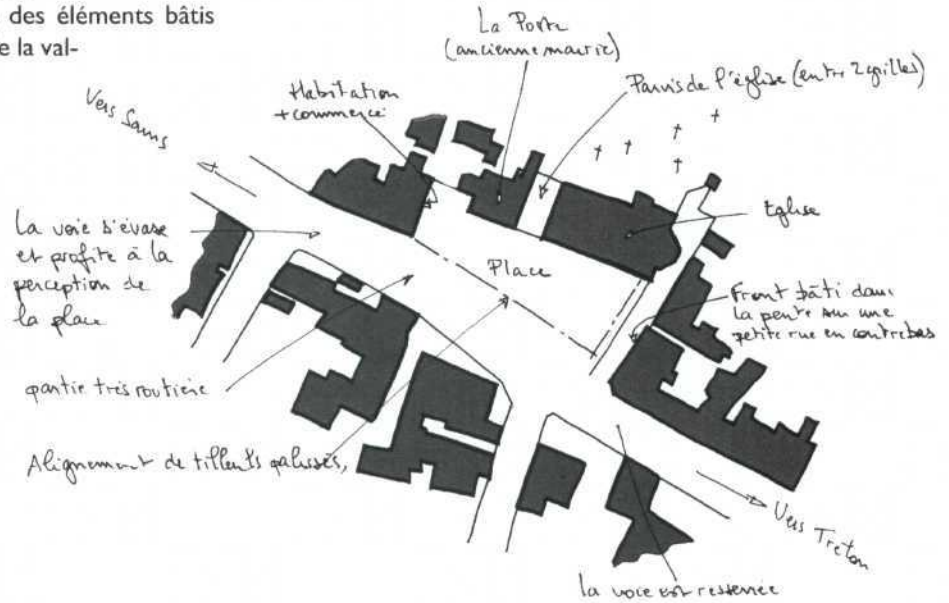 des éléments bâtis
e la val-
La Poste
(ancienne mairie)
Parvis de l'église (entre 2 grilles)
Habitation
+ commerce
Vers Sams
Eglise
La voie s'évase
et profite à la
perception de
la place
Place
Front bâti dans
la pente sur une
petite rue en contrebas
partie très routière
Alignement de tilleuls palissés,
Vers Treton
la voie est resserrée